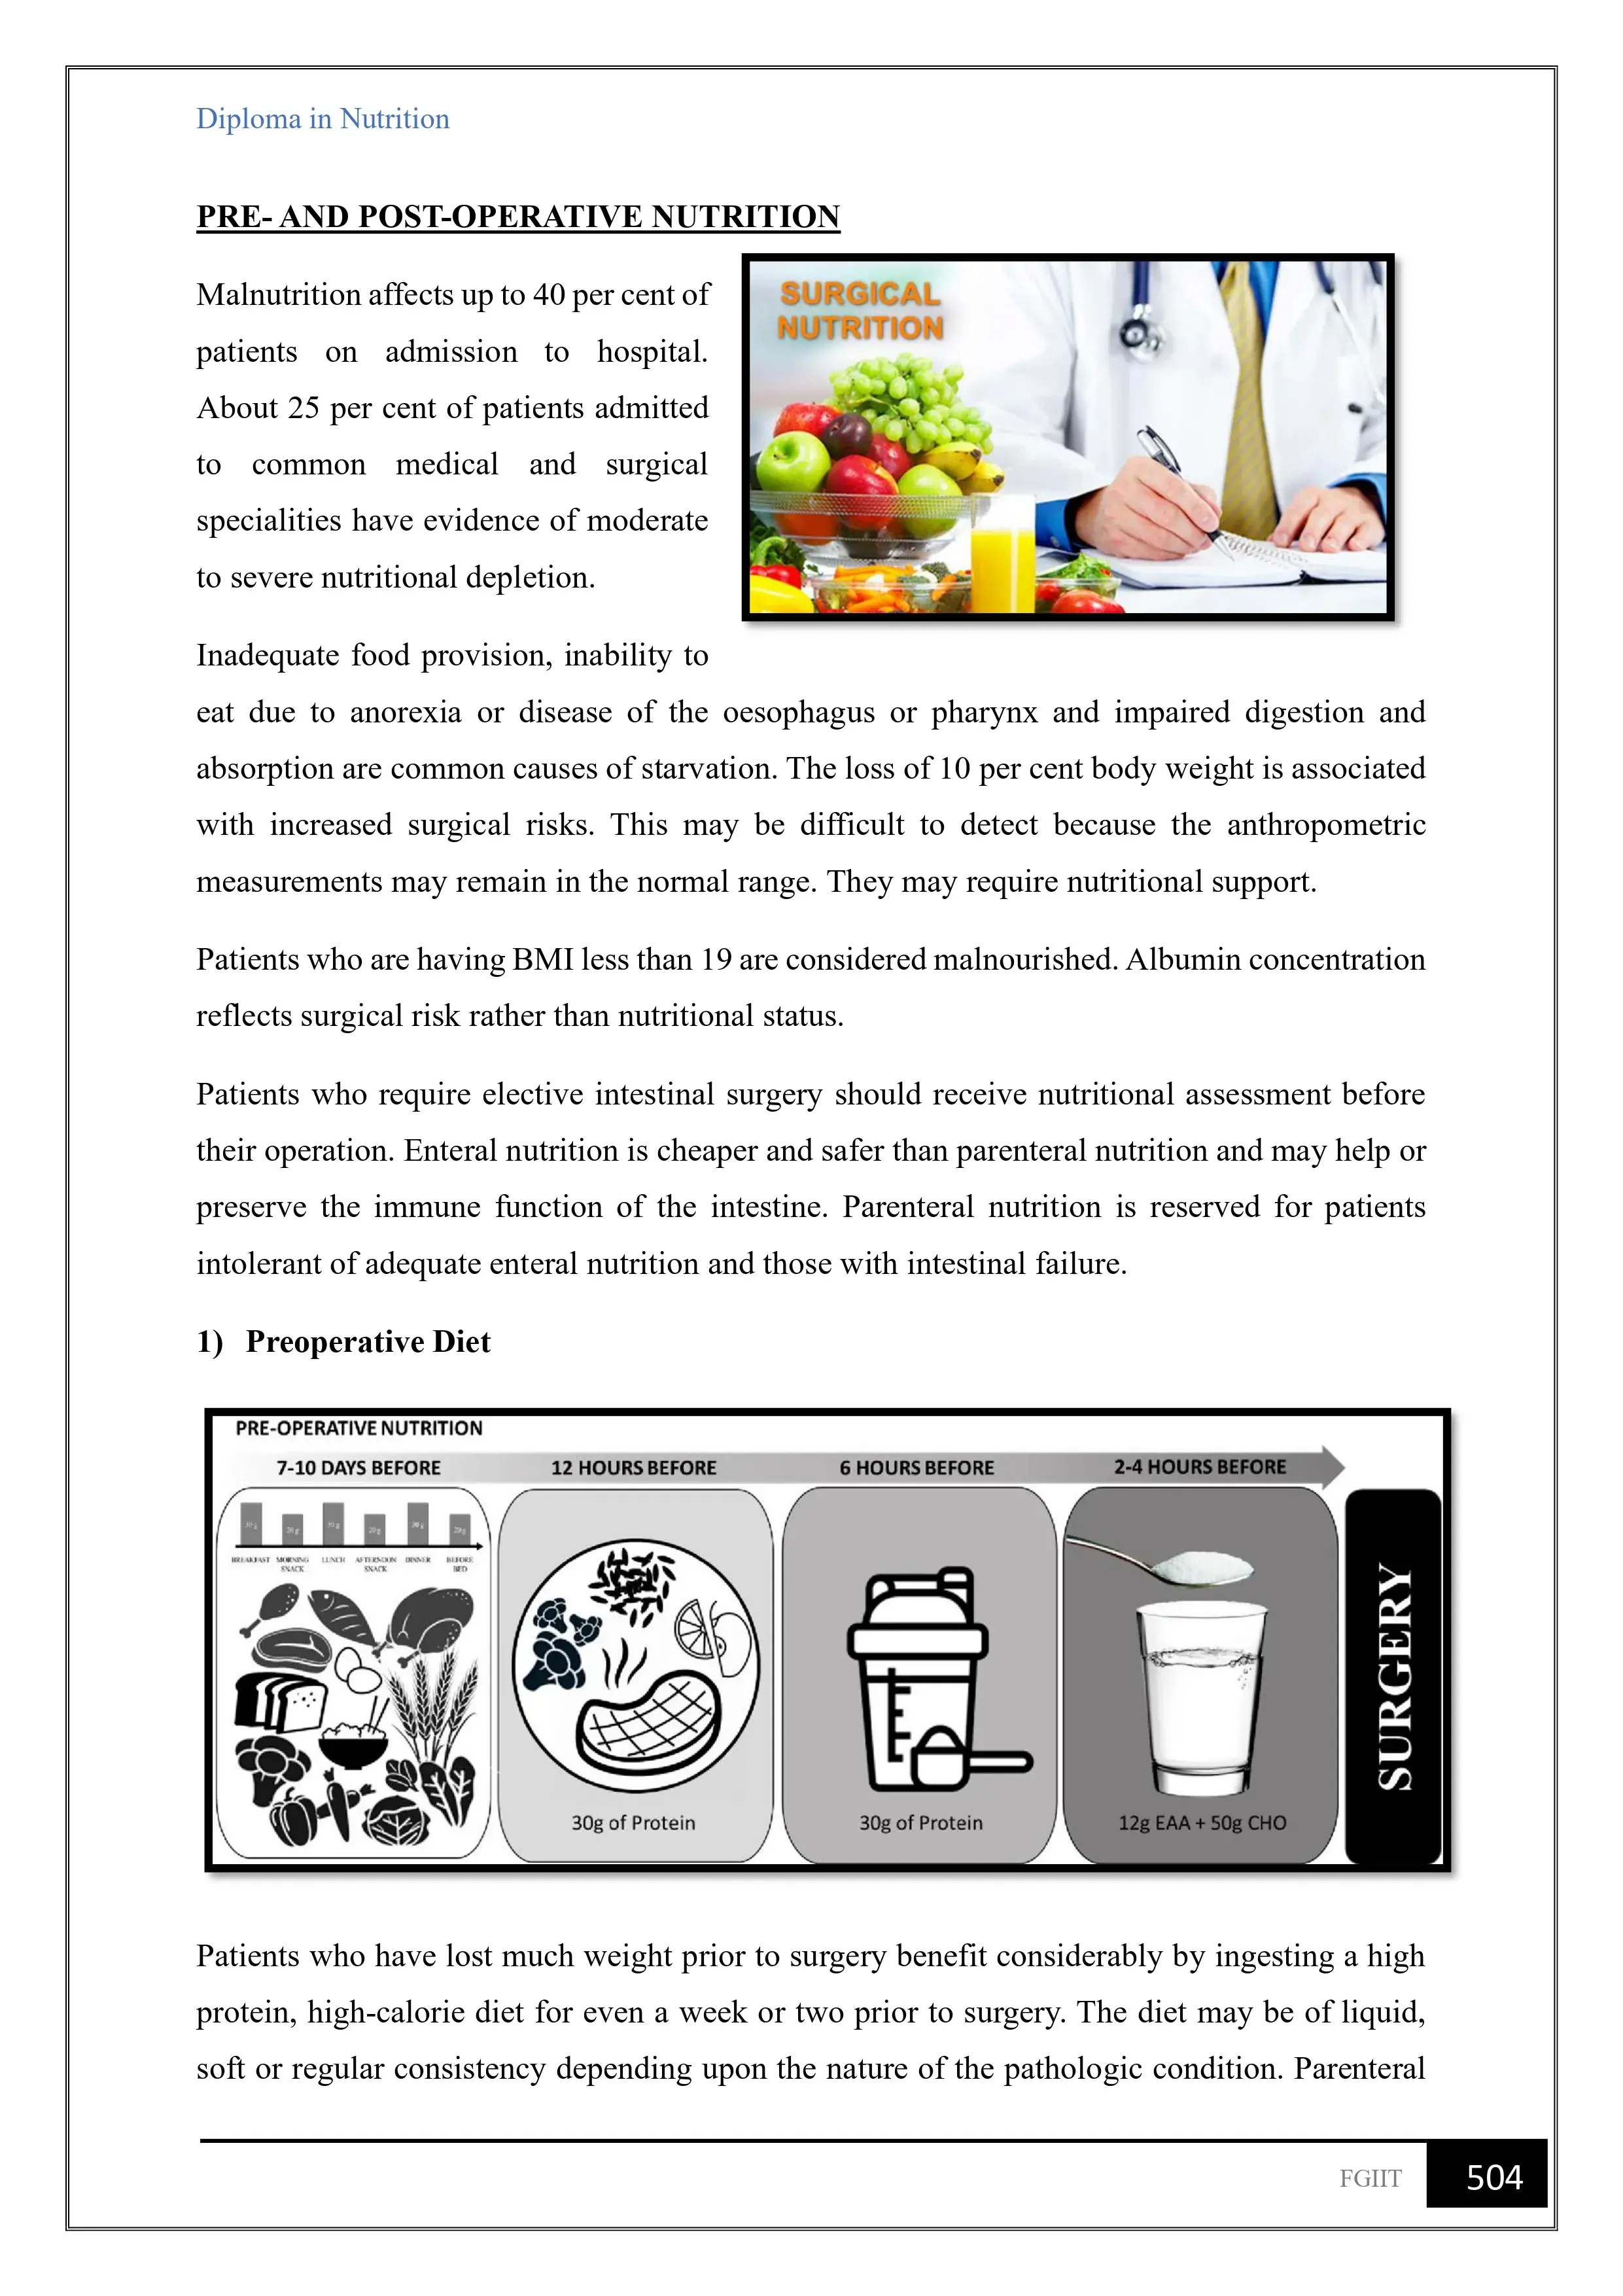 Diploma in Nutrition
PRE- AND POST-OPERATIVE NUTRITION
Malnutrition affects up to 40 per cent of
patients on admission to hospital.
About 25 per cent of patients admitted
to common medical and surgical
specialities have evidence of moderate
to severe nutritional depletion.
SURGICAL
NUTRITION
Inadequate food provision, inability to
eat due to anorexia or disease of the oesophagus or pharynx and impaired digestion and
absorption are common causes of starvation. The loss of 10 per cent body weight is associated
with increased surgical risks. This may be difficult to detect because the anthropometric
measurements may remain in the normal range. They may require nutritional support.
Patients who are having BMI less than 19 are considered malnourished. Albumin concentration
reflects surgical risk rather than nutritional status.
Patients who require elective intestinal surgery should receive nutritional assessment before
their operation. Enteral nutrition is cheaper and safer than parenteral nutrition and may help or
preserve the immune function of the intestine. Parenteral nutrition is reserved for patients
intolerant of adequate enteral nutrition and those with intestinal failure.
1) Preoperative Diet
PRE-OPERATIVE NUTRITION
7-10 DAYS BEFORE 12 HOURS BEFORE 6 HOURS BEFORE 2-4 HOURS BEFORE
20 g 20 g 20 g
BREAKFAST MORNING SNACK LUNCH AFTERNOON SNACK DINNER BEFORE BED
30g of Protein
30g of Protein
12g EAA + 50g CHO
SURGERY
Patients who have lost much weight prior to surgery benefit considerably by ingesting a high
protein, high-calorie diet for even a week or two prior to surgery. The diet may be of liquid,
soft or regular consistency depending upon the nature of the pathologic condition. Parenteral
FGIIT 504